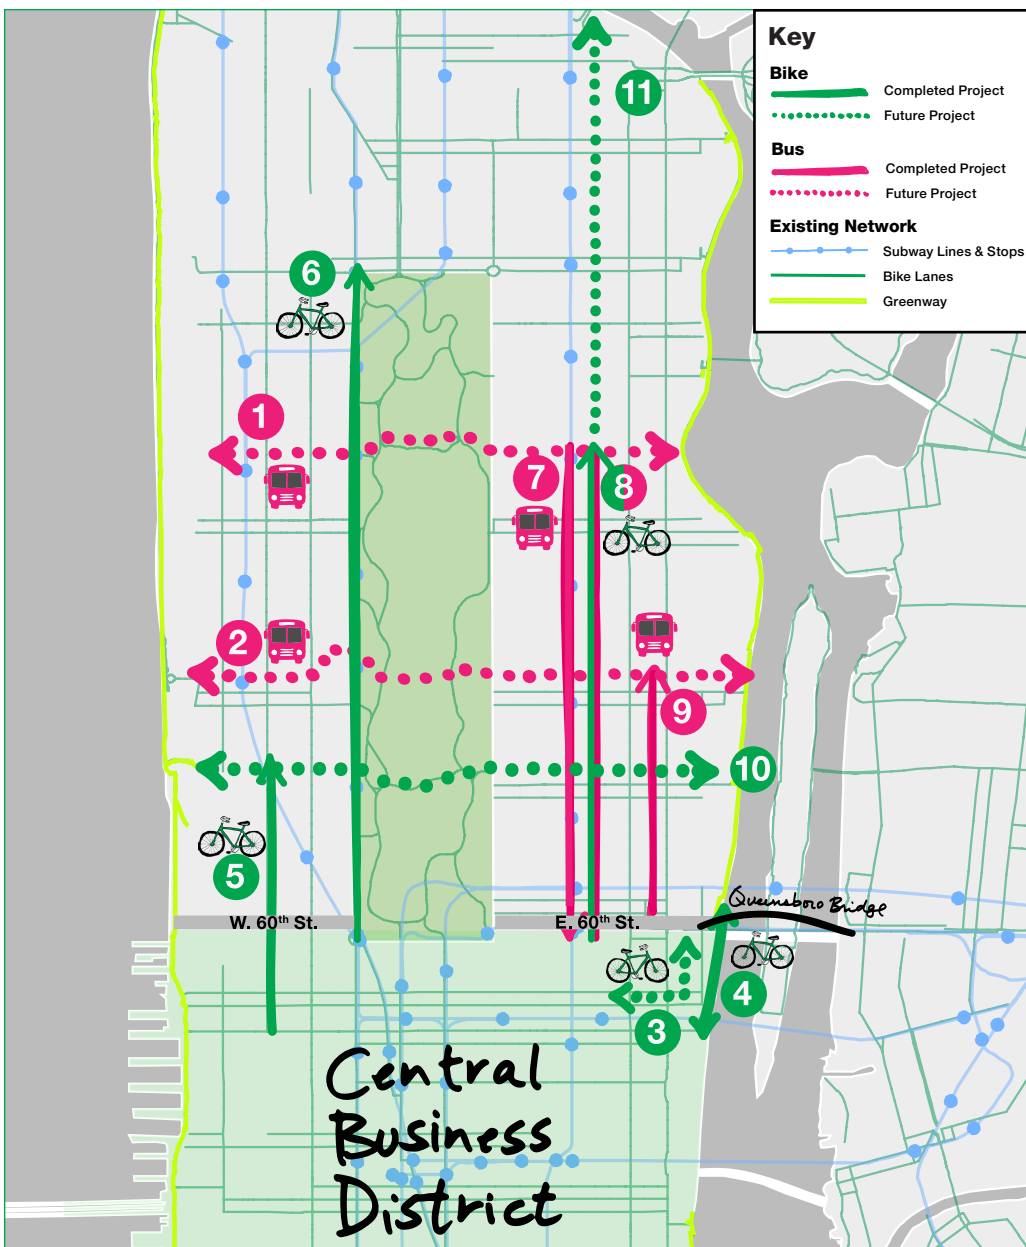 Key
Bike
Completed Project
Future Project
Bus
Completed Project
Future Project
Existing Network
Subway Lines & Stops
Bike Lanes
Greenway
11
6
1
7
8
2
9
10
5
W. 60th St.
E. 60th St.
Queensboro Bridge
4
3
Central
Business
District